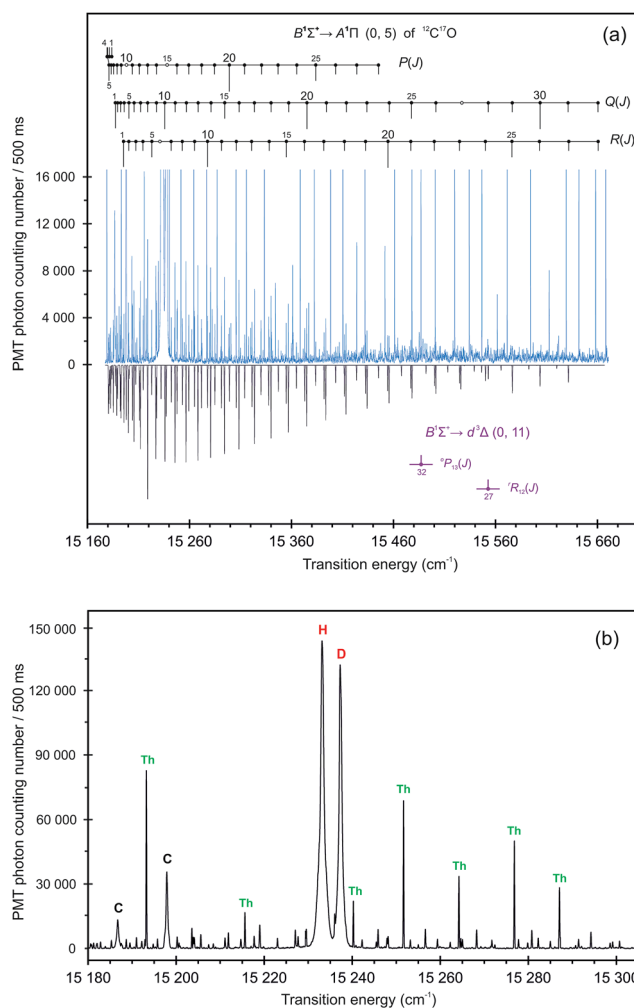 B¹Σ⁺→ A¹Π (0, 5) of ¹²C¹⁷O
(a)
4 1
10 15 20 25 P(J)
5
1 5 10 15 20 25 30 Q(J)
1 5 10 15 20 25 R(J)
PMT photon counting number / 500 ms
16 000
12 000
8 000
4 000
0
B¹Σ⁺→ d³Δ (0, 11)
32 ᵒP₁₃(J)
27 ʳR₁₂(J)
15 160 15 260 15 360 15 460 15 560 15 660
Transition energy (cm⁻¹)
(b)
PMT photon counting number / 500 ms
150 000
120 000
90 000
60 000
30 000
0
H
D
Th
Th
Th
C
Th
Th
C
Th
Th
15 180 15 200 15 220 15 240 15 260 15 280 15 300
Transition energy (cm⁻¹)